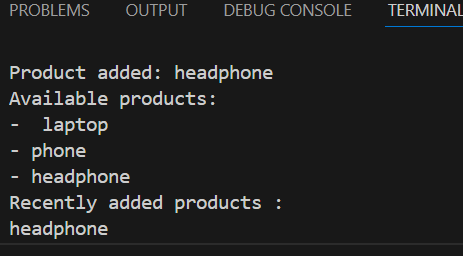 PROBLEMS OUTPUT DEBUG CONSOLE TERMINAL
Product added: headphone
Available products:
-  laptop
- phone
- headphone
Recently added products :
headphone